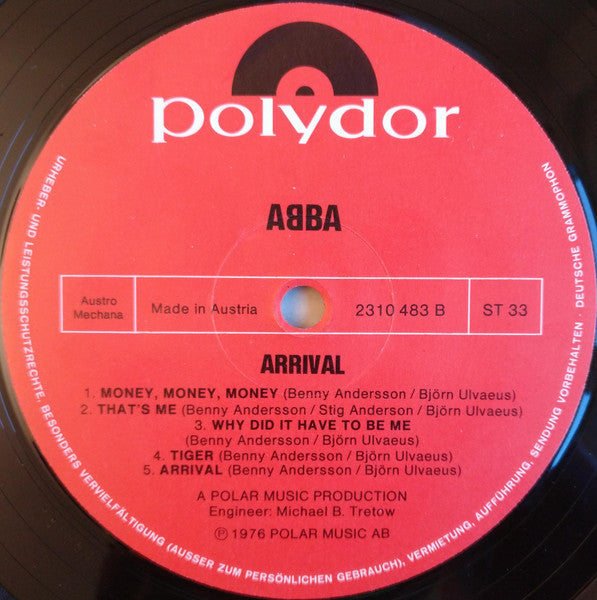 polydor
AᗺBA
Austro
Mechana
Made in Austria
2310 483 B
ST 33
ARRIVAL
1. MONEY, MONEY, MONEY (Benny Andersson / Björn Ulvaeus)
2. THAT'S ME (Benny Andersson / Stig Anderson / Björn Ulvaeus)
3. WHY DID IT HAVE TO BE ME
(Benny Andersson / Björn Ulvaeus)
4. TIGER (Benny Andersson / Björn Ulvaeus)
5. ARRIVAL (Benny Andersson / Björn Ulvaeus)
A POLAR MUSIC PRODUCTION
Engineer: Michael B. Tretow
℗ 1976 POLAR MUSIC AB
URHEBER- UND LEISTUNGSSCHUTZRECHTE, BESONDERS VERVIELFÄLTIGUNG (AUSSER ZUM PERSÖNLICHEN GEBRAUCH), VERMIETUNG, AUFFÜHRUNG, SENDUNG VORBEHALTEN · DEUTSCHE GRAMMOPHON